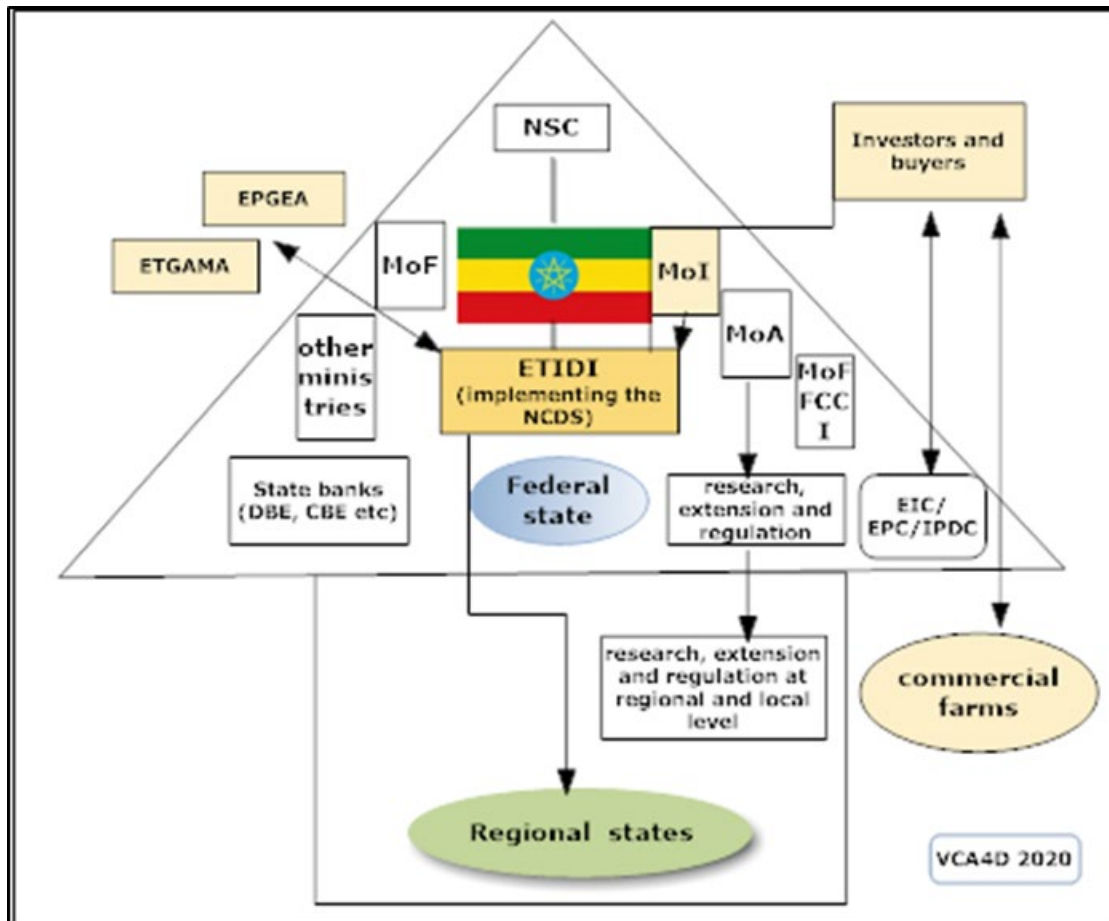 NSC
Investors and
buyers
EPGEA
ETGAMA
MoF
MoI
MoA
other
minis
tries
ETIDI
(implementing the
NCDS)
MoF
FCC
I
State banks
(DBE, CBE etc)
Federal
state
research,
extension and
regulation
EIC/
EPC/IPDC
research, extension
and regulation at
regional and local
level
commercial
farms
Regional states
VCA4D 2020